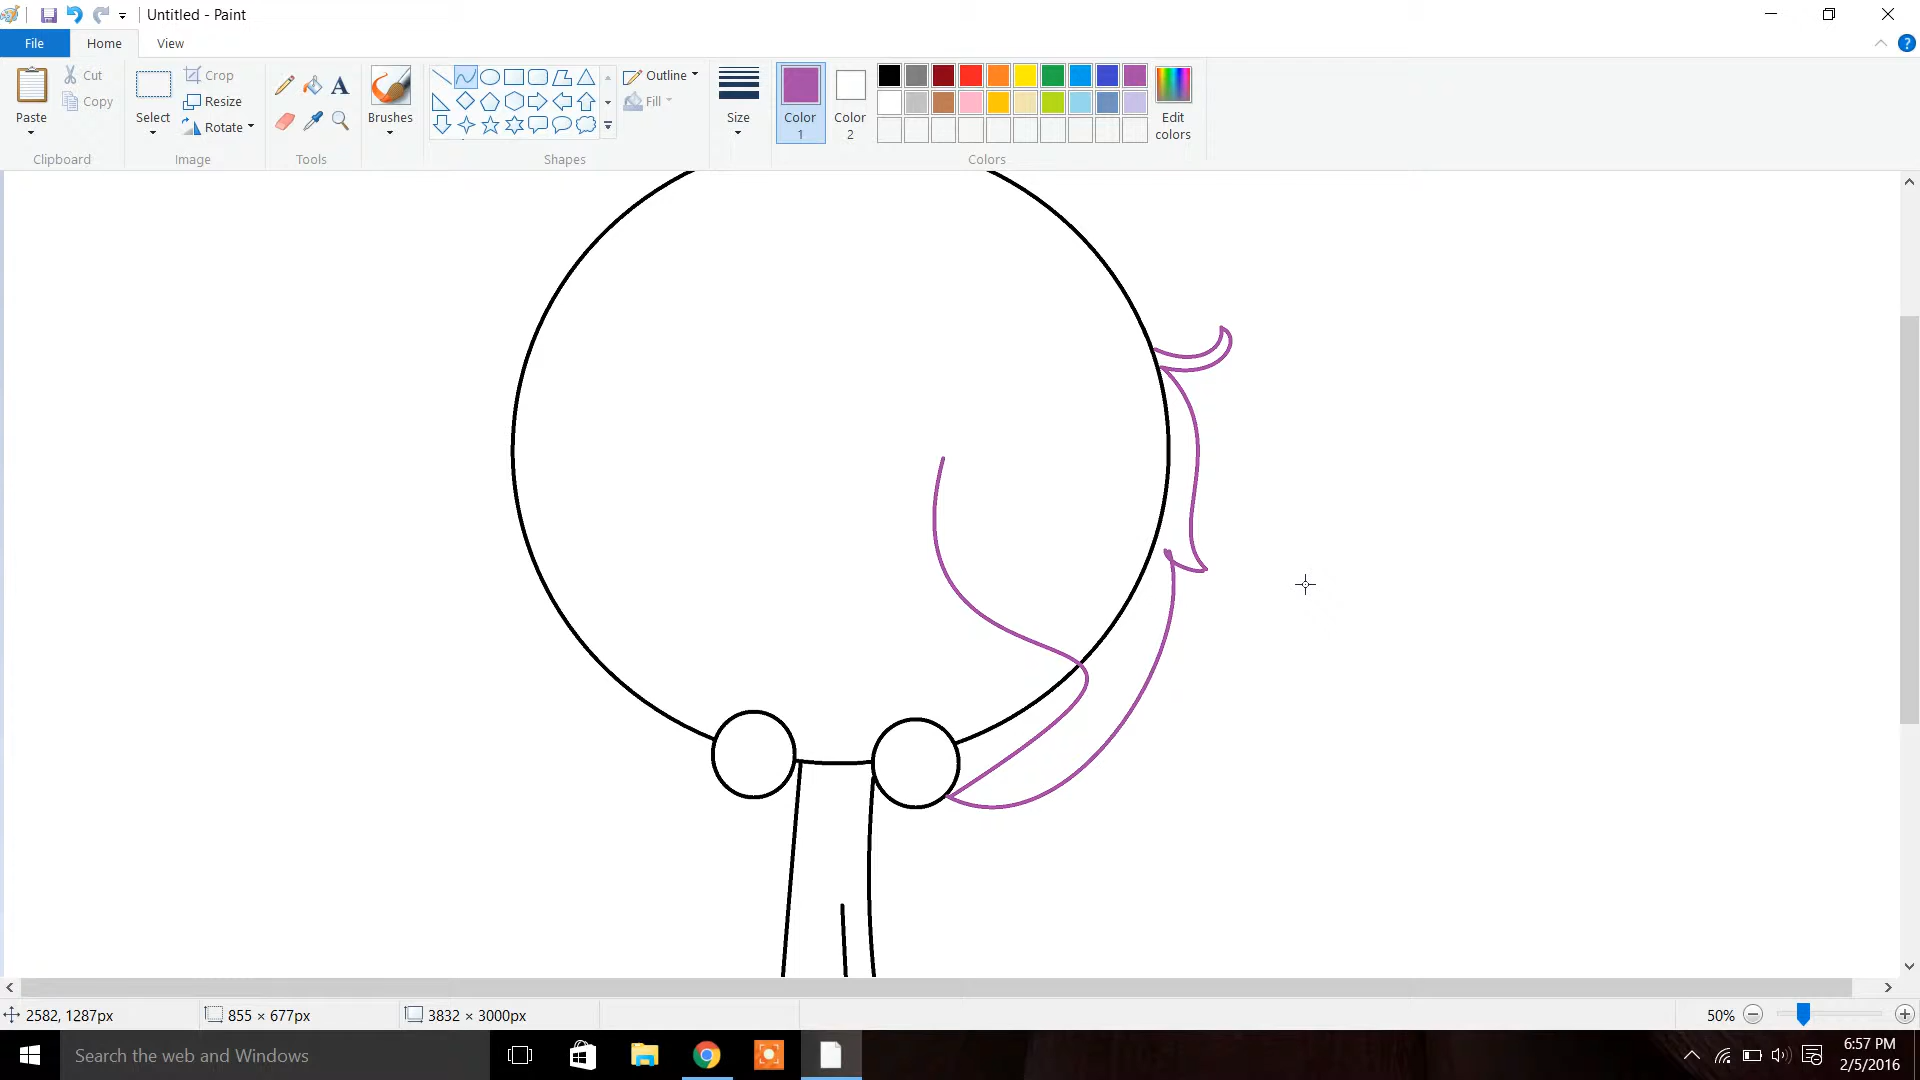 Untitled - Paint
File Home View
Paste
Cut
Copy
Clipboard
Select
Crop
Resize
Rotate
Image
A
Tools
Brushes
Shapes
Outline
Fill
Size
Color 1
Color 2
Edit colors
Colors
2582, 1287px 855 × 677px 3832 × 3000px 50%
Search the web and Windows
6:57 PM
2/5/2016